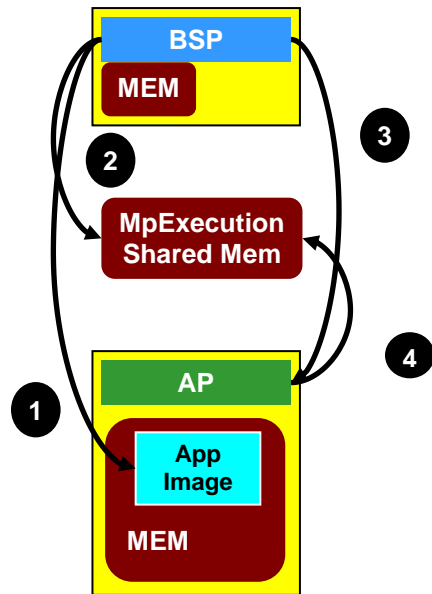 BSP
MEM
3
2
MpExecution
Shared Mem
4
AP
1
App
Image
MEM